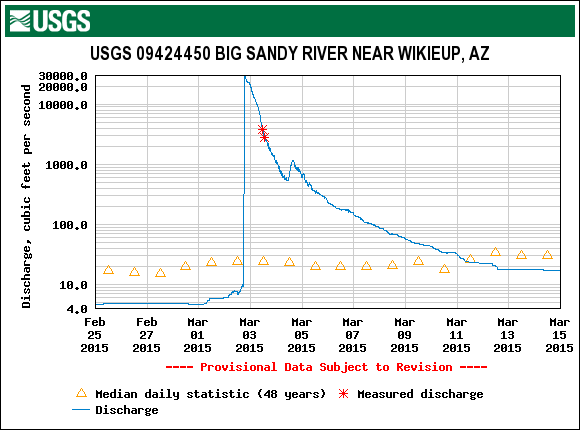 USGS
USGS 09424450 BIG SANDY RIVER NEAR WIKIEUP, AZ
Discharge, cubic feet per second
30000.0
20000.0
10000.0
1000.0
100.0
10.0
4.0
Feb 25 2015
Feb 27 2015
Mar 01 2015
Mar 03 2015
Mar 05 2015
Mar 07 2015
Mar 09 2015
Mar 11 2015
Mar 13 2015
Mar 15 2015
---- Provisional Data Subject to Revision ----
Median daily statistic (48 years)
Measured discharge
Discharge